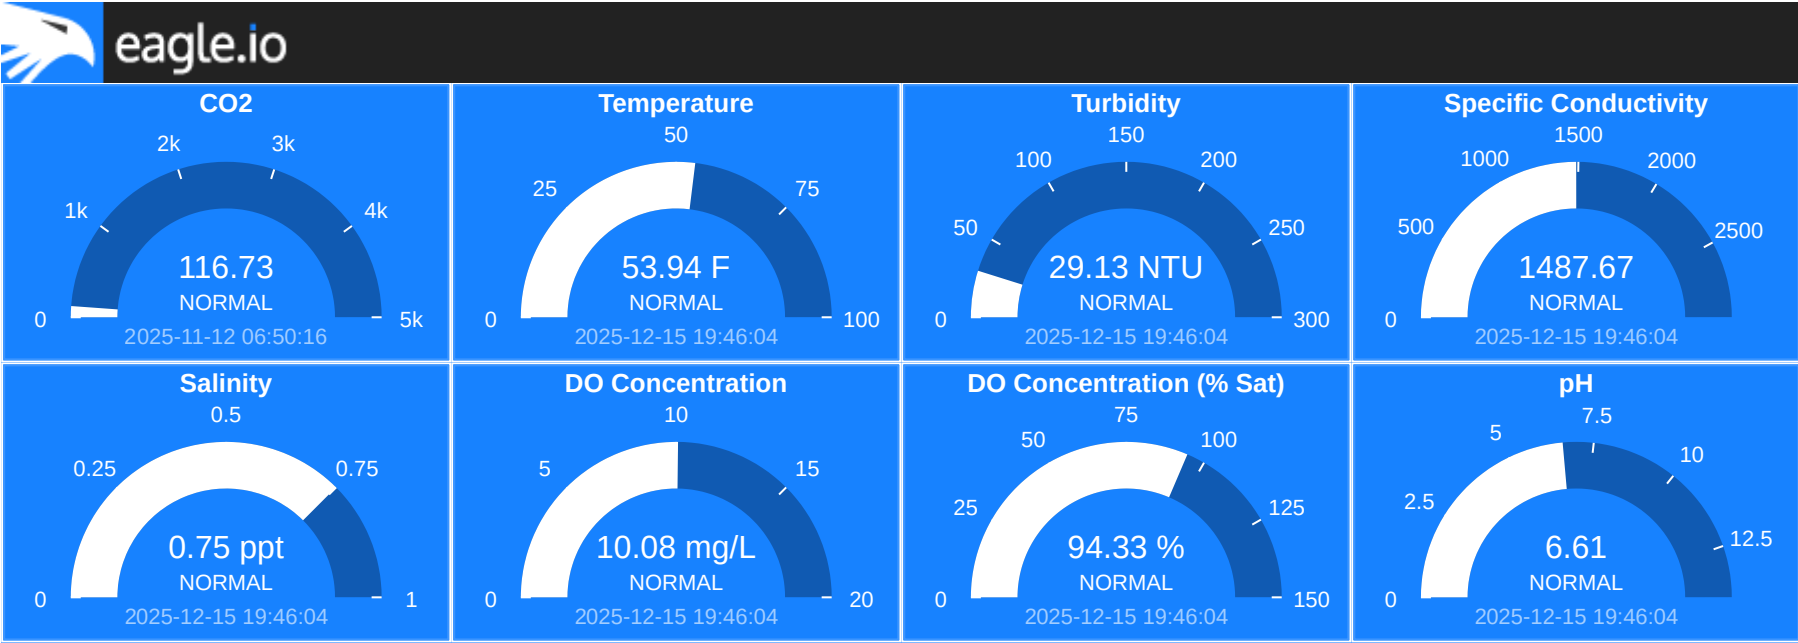 eagle.io
CO2
2k 3k
1k 4k
116.73
NORMAL
0 5k
2025-11-12 06:50:16
Temperature
50
25 75
53.94 F
NORMAL
0 100
2025-12-15 19:46:04
Turbidity
150
100 200
50 250
29.13 NTU
NORMAL
0 300
2025-12-15 19:46:04
Specific Conductivity
1500
1000 2000
500 2500
1487.67
NORMAL
0
2025-12-15 19:46:04
Salinity
0.5
0.25 0.75
0.75 ppt
NORMAL
0 1
2025-12-15 19:46:04
DO Concentration
10
5 15
10.08 mg/L
NORMAL
0 20
2025-12-15 19:46:04
DO Concentration (% Sat)
75
50 100
25 125
94.33 %
NORMAL
0 150
2025-12-15 19:46:04
pH
7.5
5 10
2.5 12.5
6.61
NORMAL
0
2025-12-15 19:46:04